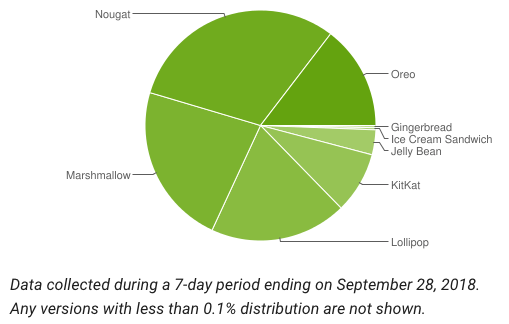 Nougat
Oreo
Gingerbread
Ice Cream Sandwich
Jelly Bean
Marshmallow
KitKat
Lollipop
Data collected during a 7-day period ending on September 28, 2018.
Any versions with less than 0.1% distribution are not shown.